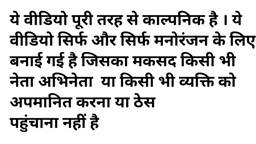 ये वीडियो पूरी तरह से काल्पनिक है । ये
वीडियो सिर्फ और सिर्फ मनोरंजन के लिए
बनाई गई है जिसका मकसद किसी भी
नेता अभिनेता या किसी भी व्यक्ति को
अपमानित करना या ठेस
पहुंचाना नहीं है